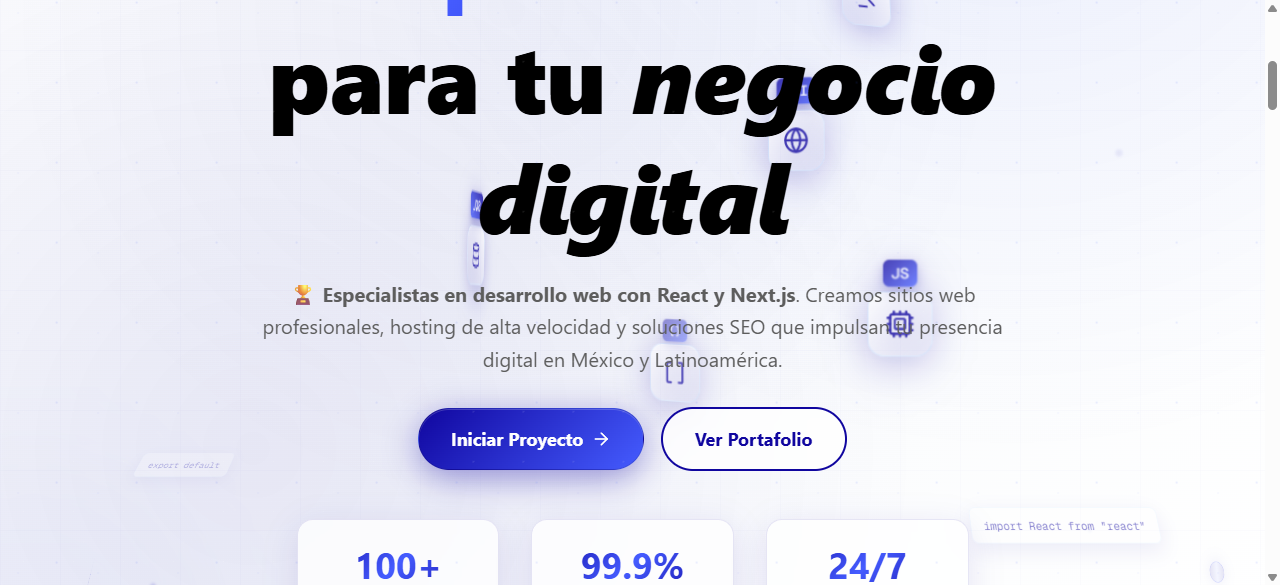 para tu negocio
digital
JS
🏆 Especialistas en desarrollo web con React y Next.js. Creamos sitios web
profesionales, hosting de alta velocidad y soluciones SEO que impulsan tu presencia
digital en México y Latinoamérica.
[ ]
Iniciar Proyecto →
Ver Portafolio
export default
import React from "react"
100+
99.9%
24/7